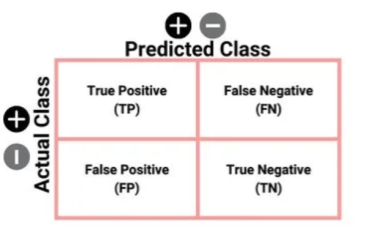 Predicted Class
Actual Class
True Positive
(TP)
False Negative
(FN)
False Positive
(FP)
True Negative
(TN)